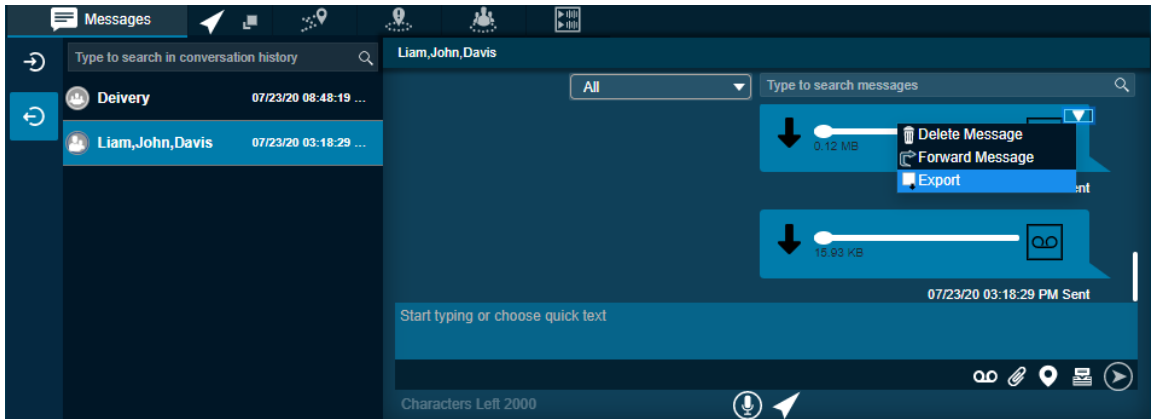 Messages
Type to search in conversation history
Deivery 07/23/20 08:48:19 ...
Liam,John,Davis 07/23/20 03:18:29 ...
Liam,John,Davis
All
Type to search messages
0.12 MB
Delete Message
Forward Message
Export
ent
15.93 KB
07/23/20 03:18:29 PM Sent
Start typing or choose quick text
Characters Left 2000